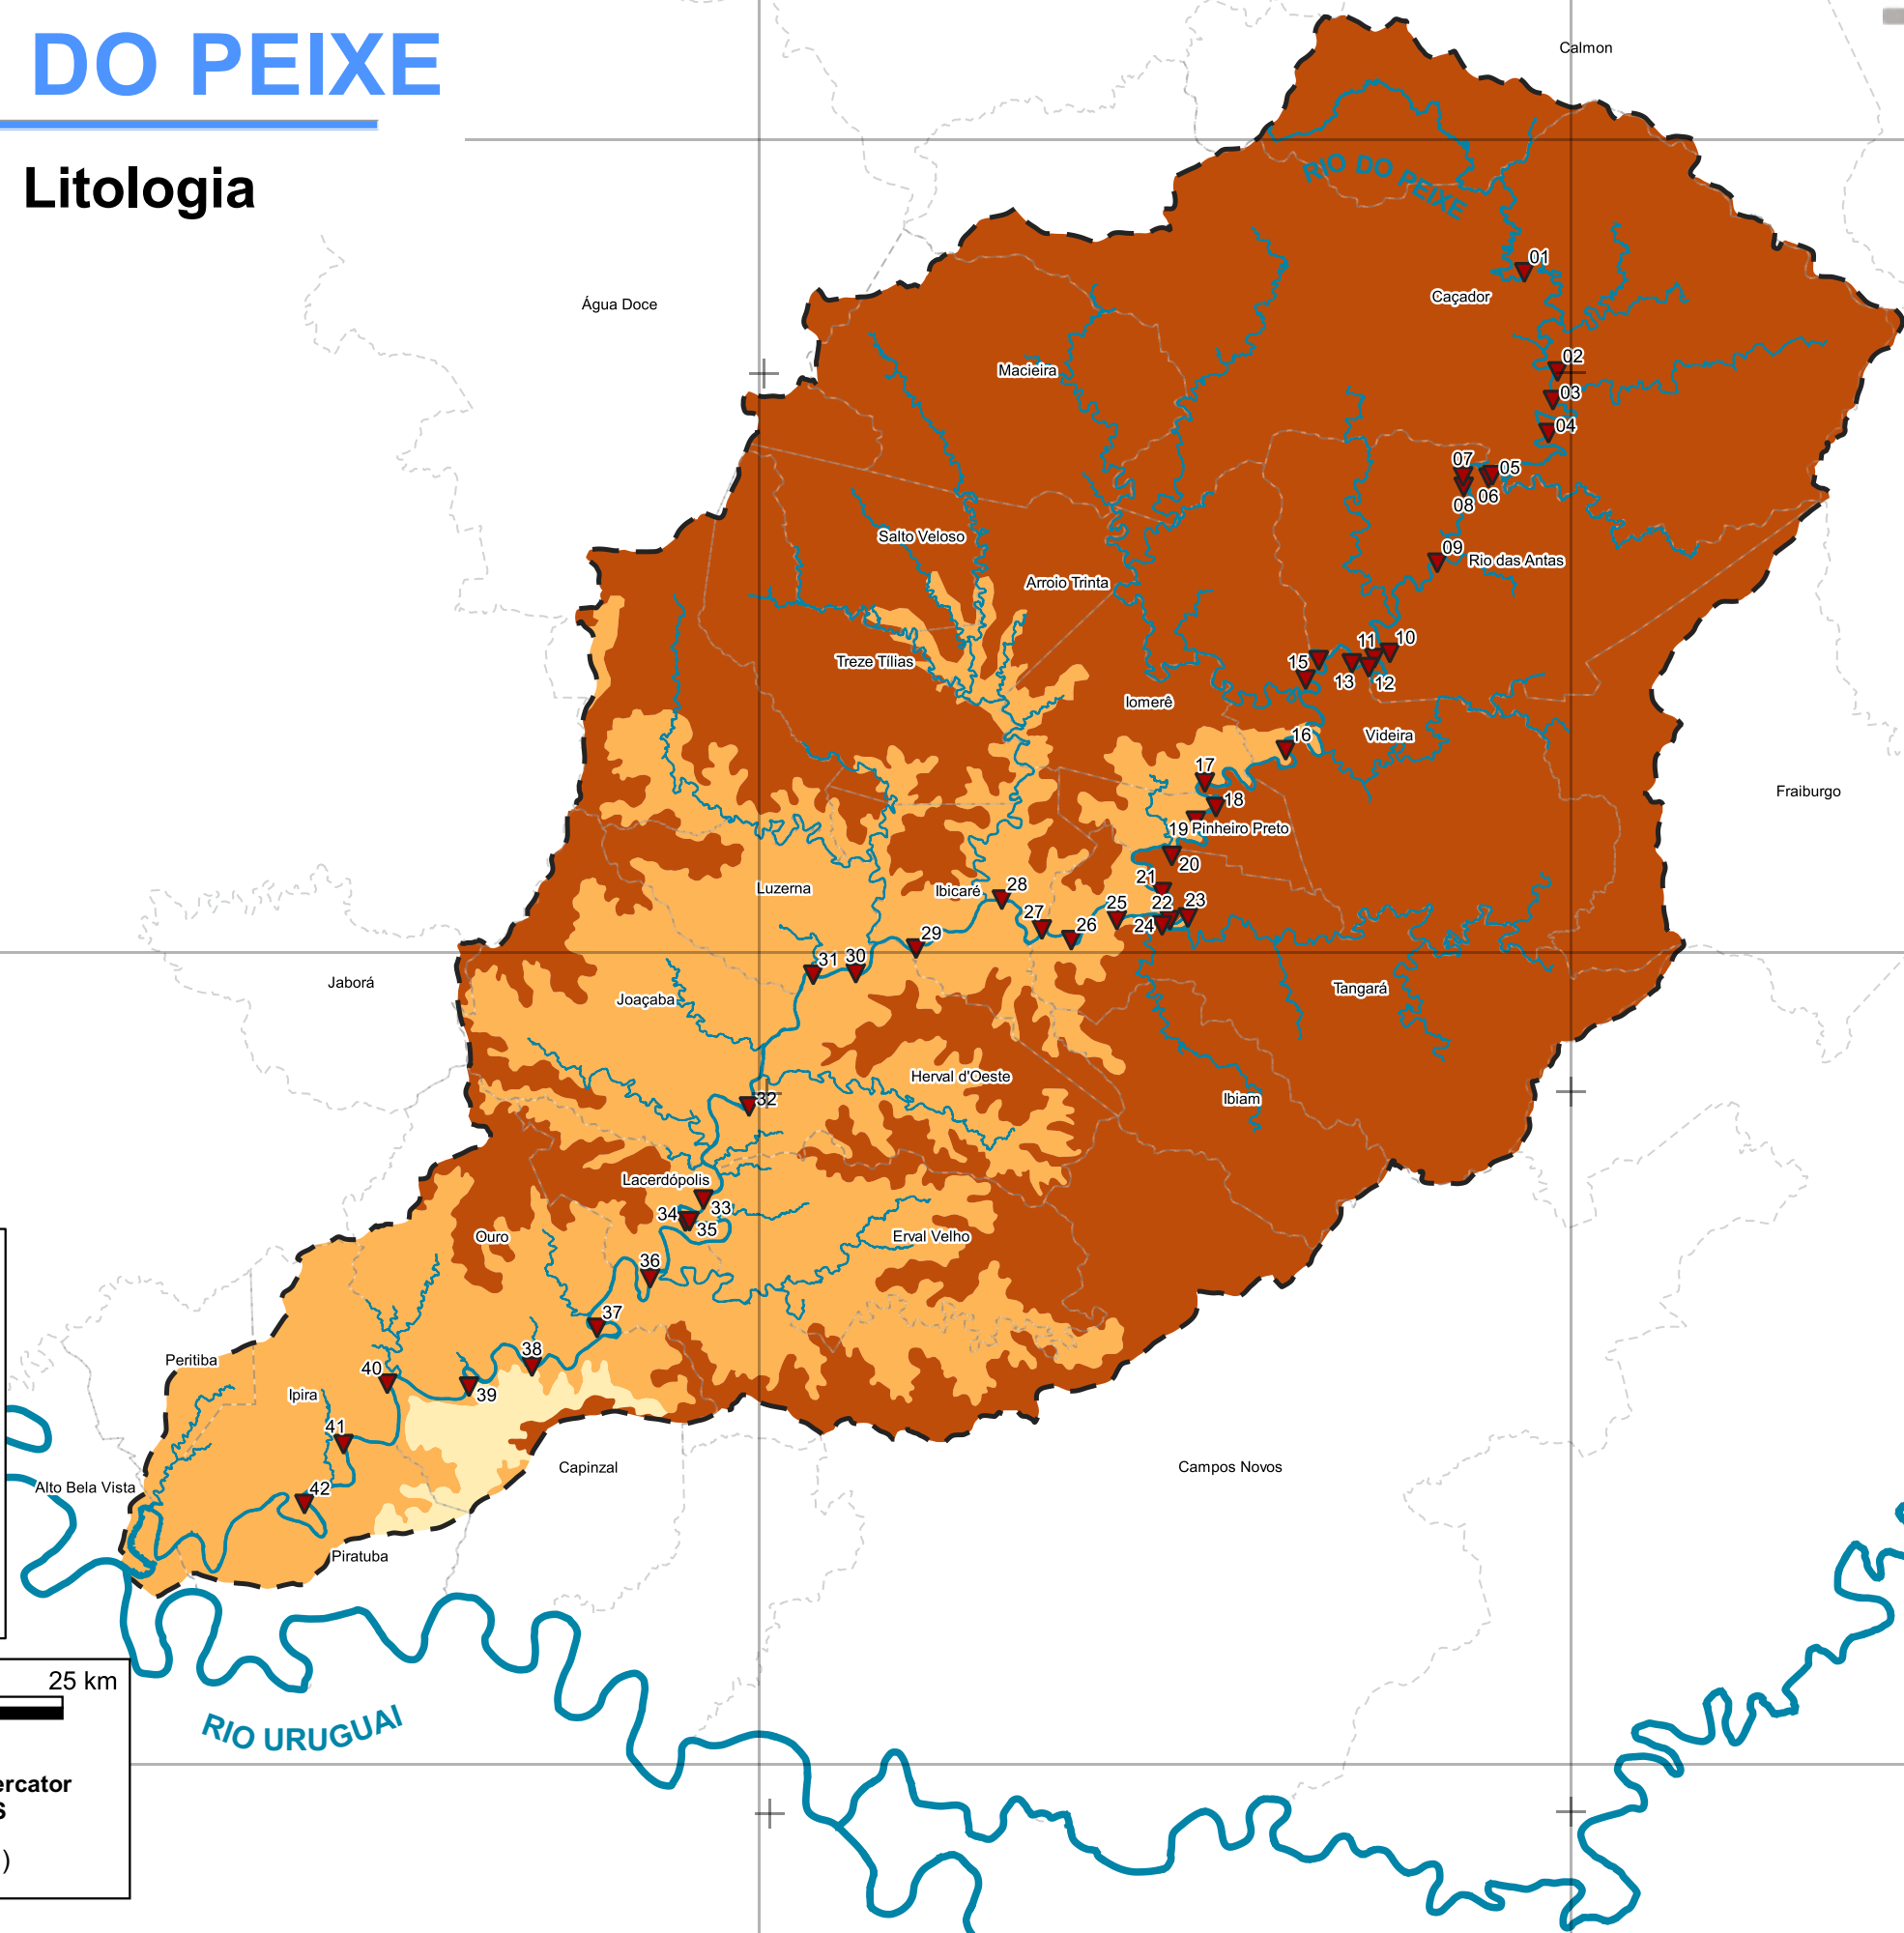 DO PEIXE
Litologia
Calmon
RIO DO PEIXE
01
Caçador
Água Doce
02
Macieira
03
04
07
05
06
08
Salto Veloso
09
Rio das Antas
Arroio Trinta
11
10
Treze Tílias
15
13
12
Iomerê
16
Videira
17
Fraiburgo
18
19
Pinheiro Preto
20
21
Luzerna
Ibicaré
28
22
23
25
27
24
26
29
31
30
Jaborá
Joaçaba
Tangará
Herval d'Oeste
32
Ibiam
Lacerdópolis
33
34
35
Ouro
Erval Velho
36
37
38
Peritiba
40
Ipira
39
41
Capinzal
Campos Novos
Alto Bela Vista
42
Piratuba
25 km
RIO URUGUAI
ercator
s
)